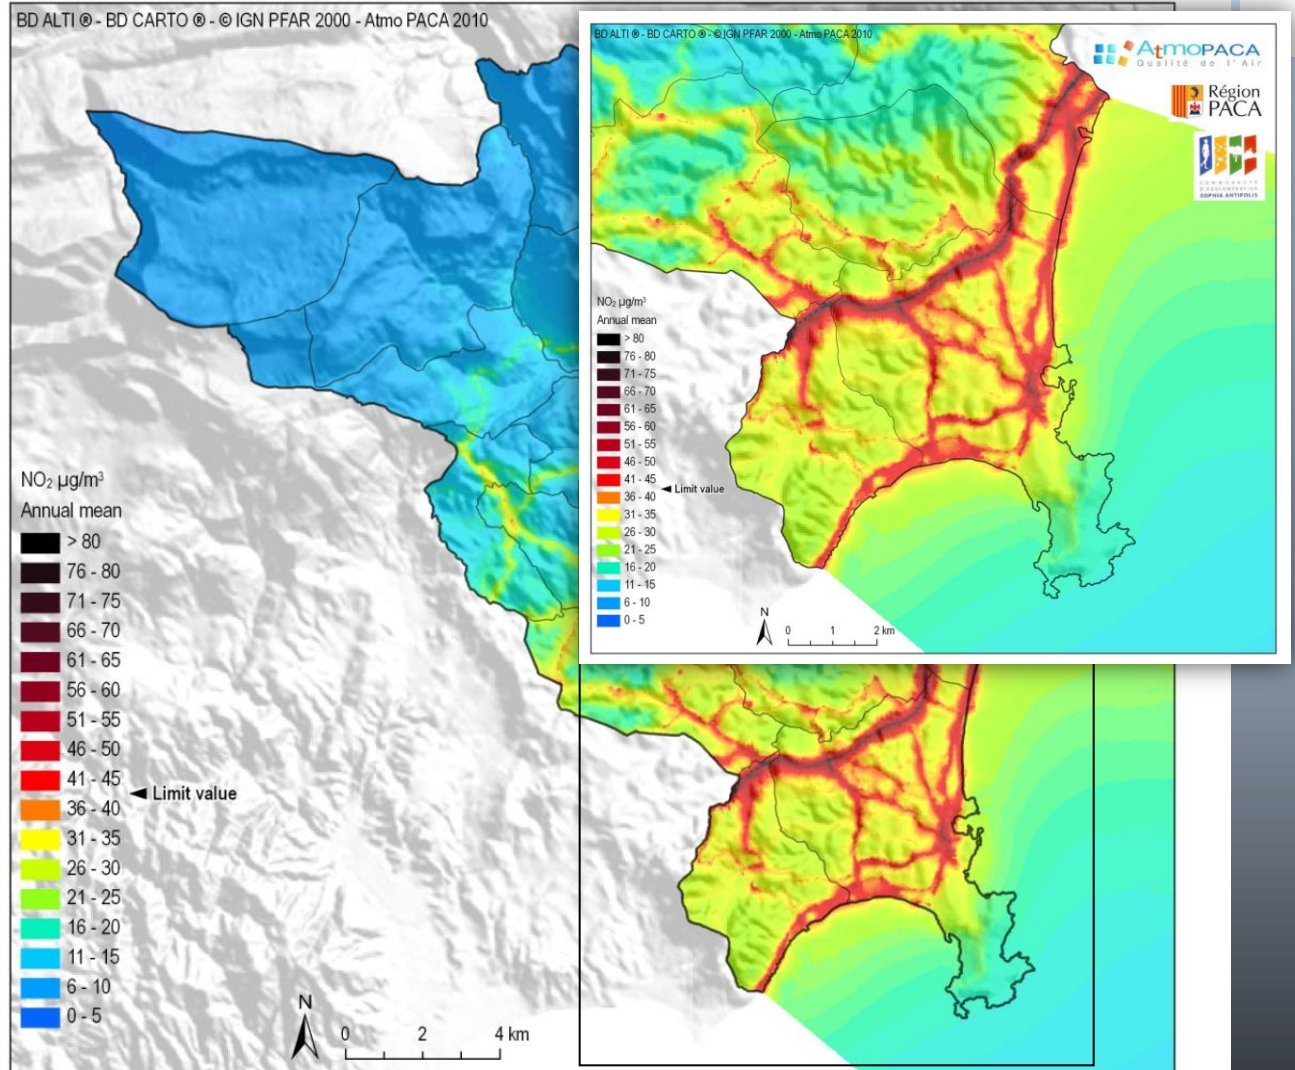 BD ALTI ® - BD CARTO ® - © IGN PFAR 2000 - Atmo PACA 2010
NO₂ µg/m³
Annual mean
> 80
76 - 80
71 - 75
66 - 70
61 - 65
56 - 60
51 - 55
46 - 50
41 - 45
Limit value
36 - 40
31 - 35
26 - 30
21 - 25
16 - 20
11 - 15
6 - 10
0 - 5
N
0 2 4 km
BD ALTI ® - BD CARTO ® - © IGN PFAR 2000 - Atmo PACA 2010
AtmoPACA
Qualité de l'Air
Région
PACA
COMMUNAUTÉ
D'AGGLOMÉRATION
SOPHIA ANTIPOLIS
NO₂ µg/m³
Annual mean
> 80
76 - 80
71 - 75
66 - 70
61 - 65
56 - 60
51 - 55
46 - 50
41 - 45
Limit value
36 - 40
31 - 35
26 - 30
21 - 25
16 - 20
11 - 15
6 - 10
0 - 5
N
0 1 2 km